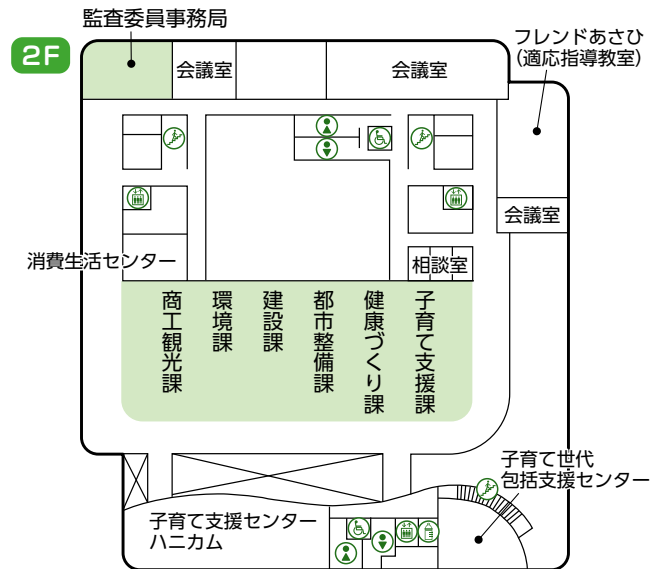 監査委員事務局
2F
会議室
会議室
フレンドあさひ
(適応指導教室)
会議室
消費生活センター
相談室
商工観光課
環境課
建設課
都市整備課
健康づくり課
子育て支援課
子育て世代
包括支援センター
子育て支援センター
ハニカム